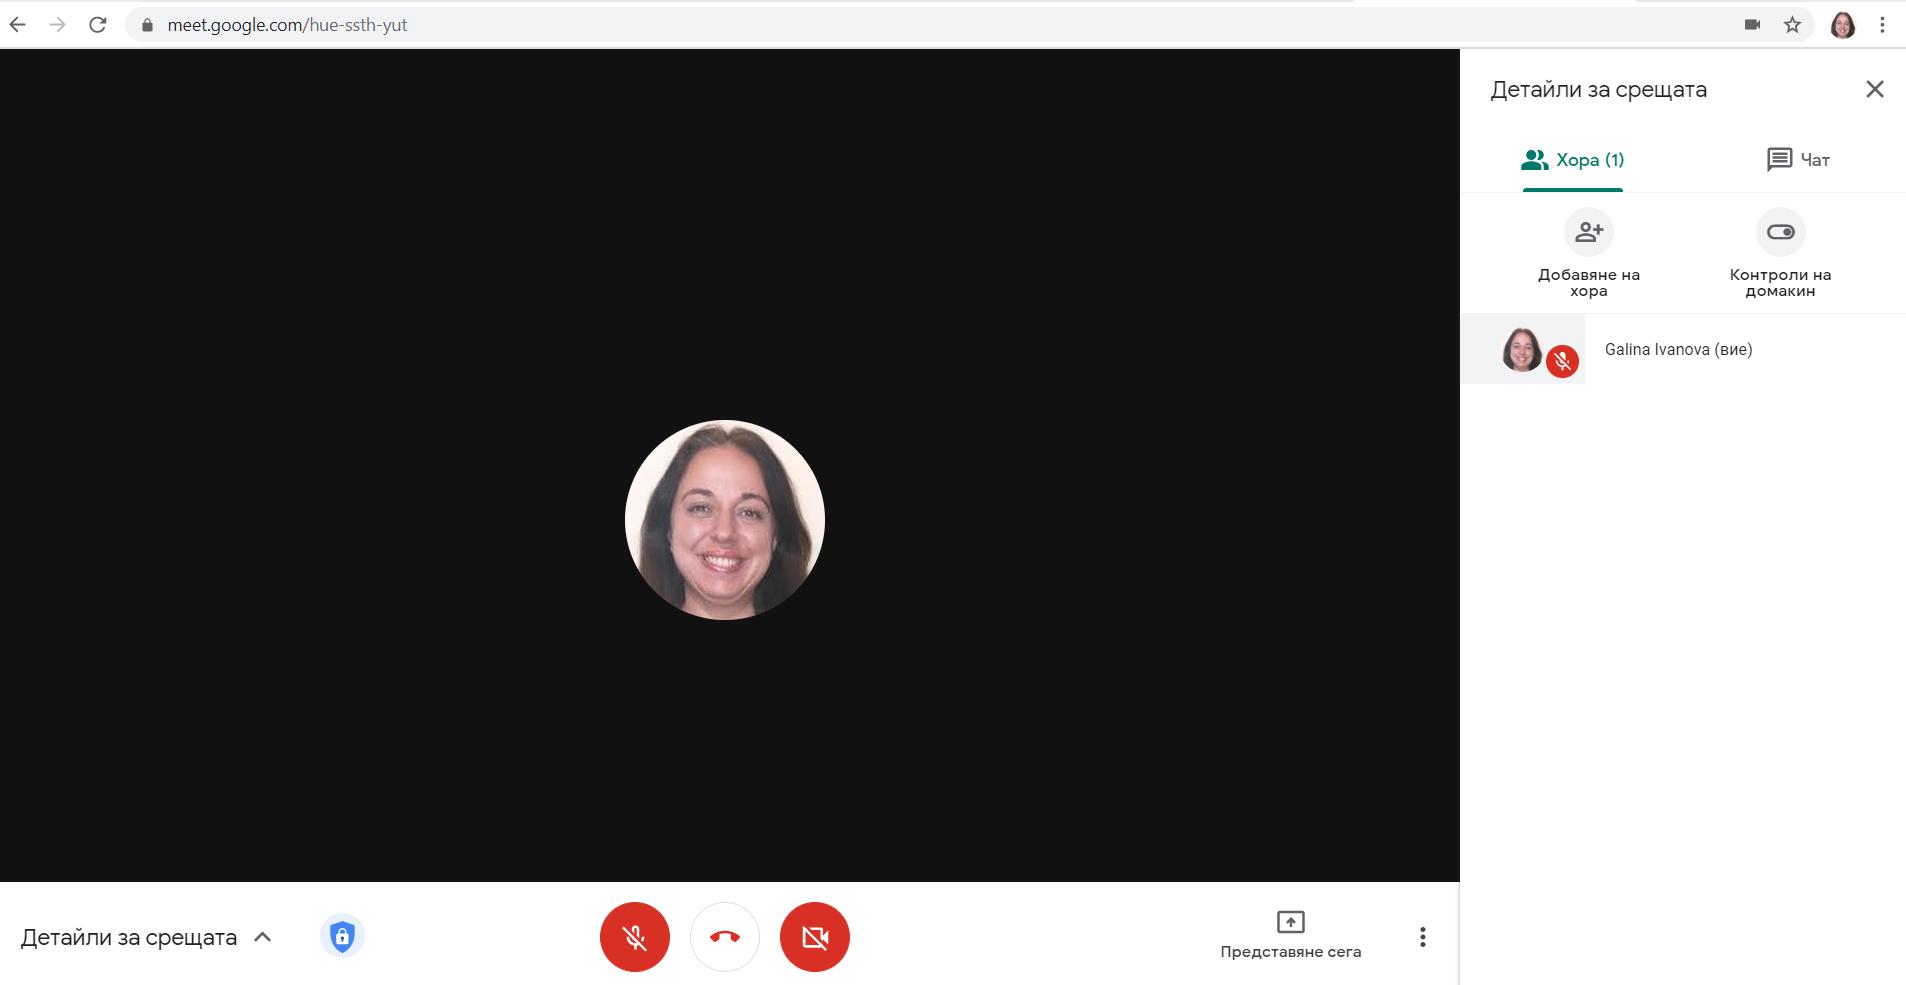 meet.google.com/hue-ssth-yut
Детайли за срещата
Хора (1)
Чат
Добавяне на
хора
Контроли на
домакин
Galina Ivanova (вие)
Детайли за срещата
Представяне сега